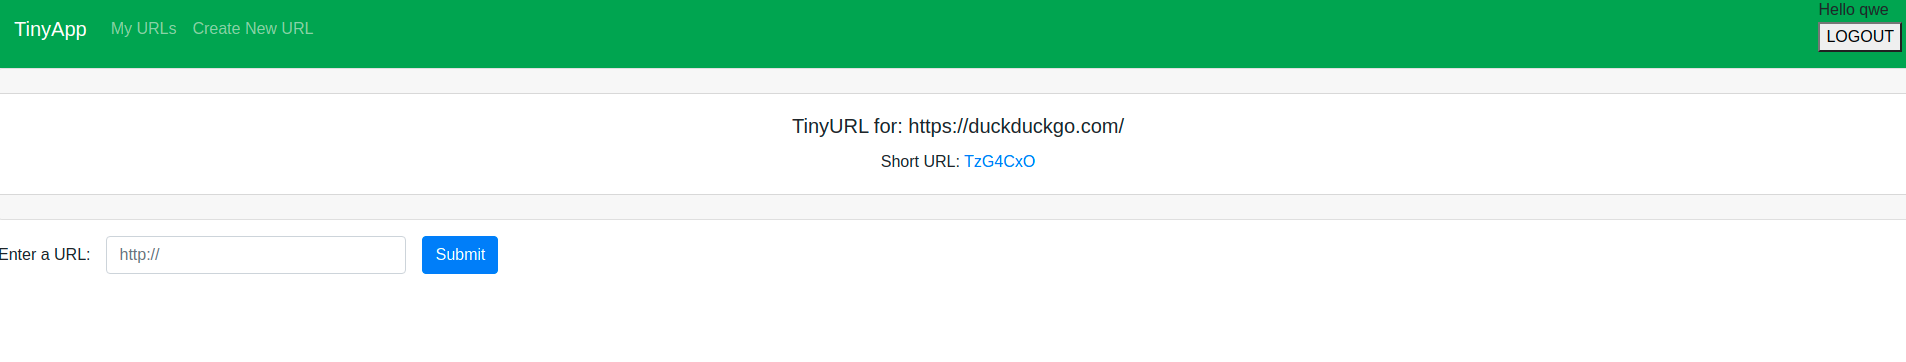 TinyApp My URLs Create New URL
Hello qwe
LOGOUT
TinyURL for: https://duckduckgo.com/
Short URL: TzG4CxO
Enter a URL: http:// Submit